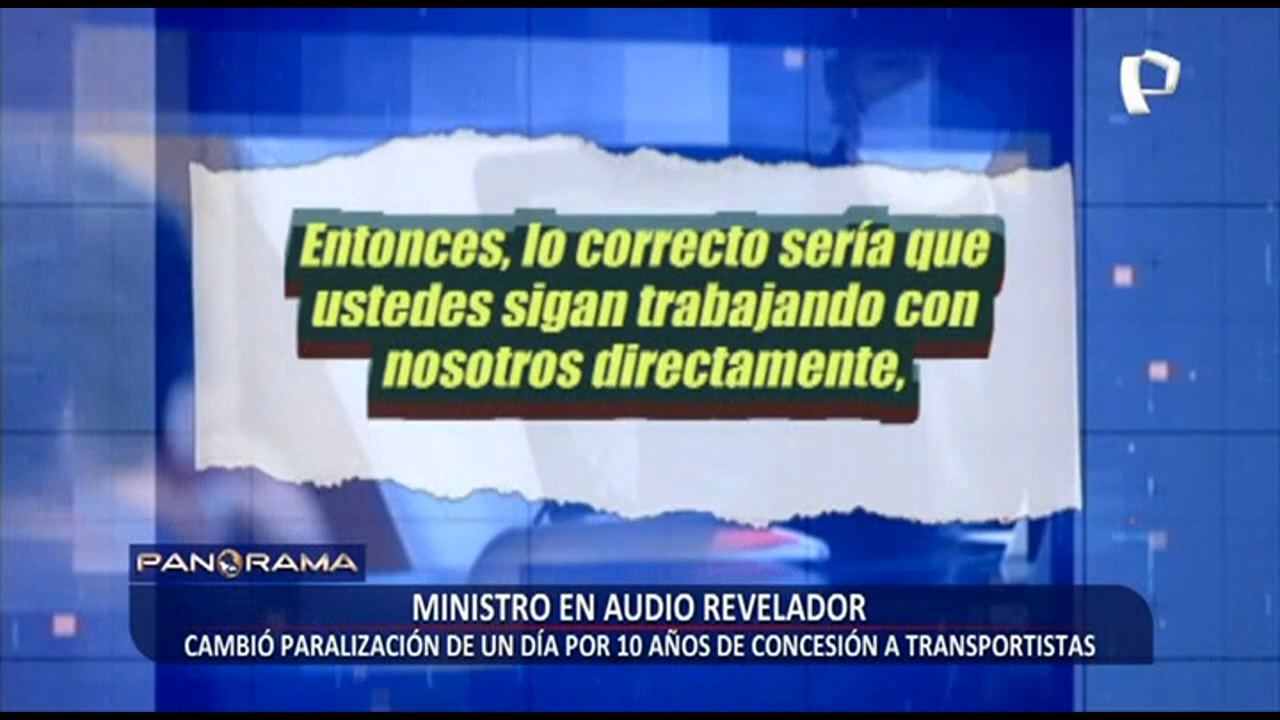 Entonces, lo correcto sería que
ustedes sigan trabajando con
nosotros directamente,
PANORAMA
MINISTRO EN AUDIO REVELADOR
CAMBIÓ PARALIZACIÓN DE UN DÍA POR 10 AÑOS DE CONCESIÓN A TRANSPORTISTAS